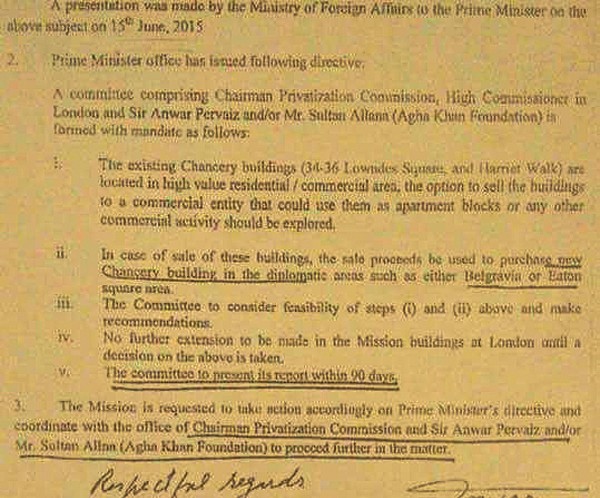 A presentation was made by the Ministry of Foreign Affairs to the Prime Minister on the
above subject on 15th June, 2015
2. Prime Minister office has issued following directive:
A committee comprising Chairman Privatization Commission, High Commissioner in
London and Sir Anwar Pervaiz and/or Mr. Sultan Allana (Agha Khan Foundation) is
formed with mandate as follows:
i. The existing Chancery buildings (34-36 Lowndes Square, and Harriet Walk) are
located in high value residential / commercial area, the option to sell the buildings
to a commercial entity that could use them as apartment blocks or any other
commercial activity should be explored.
ii. In case of sale of these buildings, the sale proceeds be used to purchase new
Chancery building in the diplomatic areas such as either Belgravia or Eaton
square area.
iii. The Committee to consider feasibility of steps (i) and (ii) above and make
recommendations.
iv. No further extension to be made in the Mission buildings at London until a
decision on the above is taken.
v. The committee to present its report within 90 days.
3. The Mission is requested to take action accordingly on Prime Minister's directive and
coordinate with the office of Chairman Privatization Commission and Sir Anwar Pervaiz and/or
Mr. Sultan Allna (Agha Khan Foundation) to proceed further in the matter.
Respectful regards